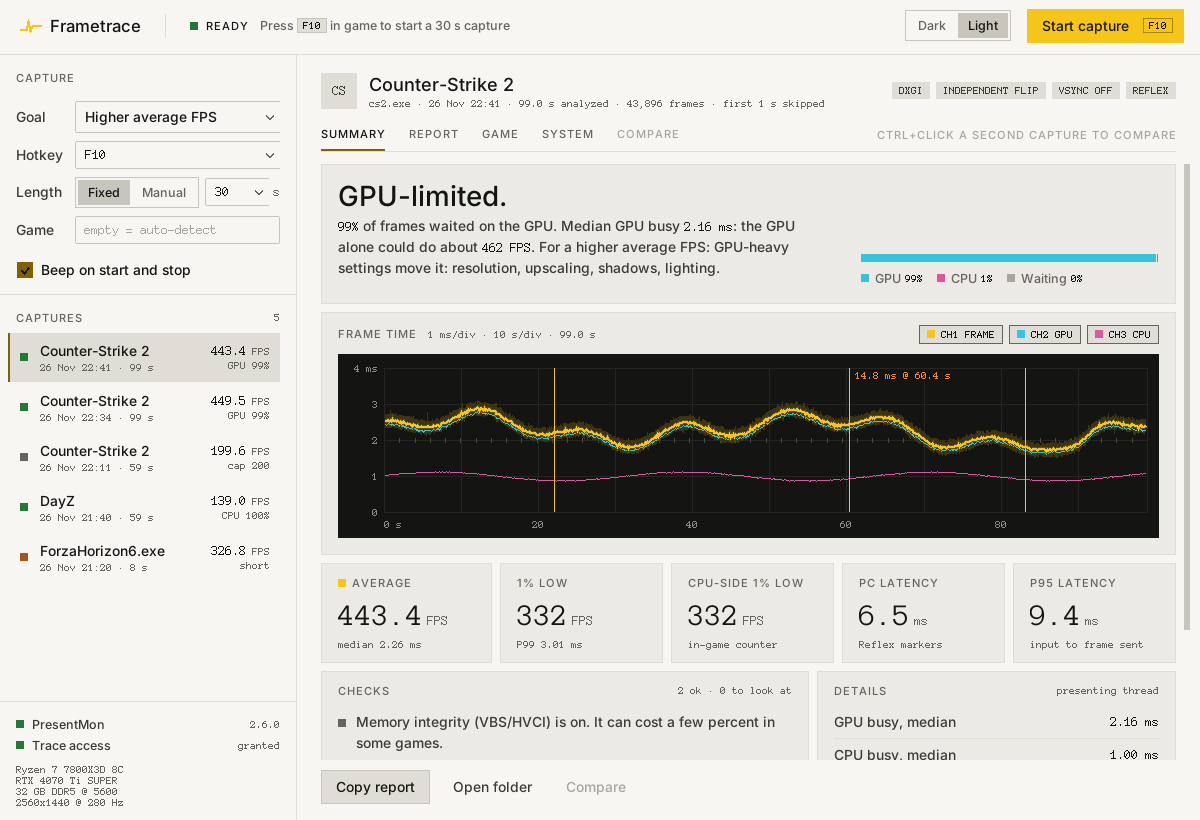 Frametrace
READY Press F10 in game to start a 30 s capture
Dark Light
Start capture F10
CAPTURE
Goal Higher average FPS
Hotkey F10
Length Fixed Manual 30 s
Game empty = auto-detect
Beep on start and stop
CAPTURES 5
Counter-Strike 2 443.4 FPS
26 Nov 22:41 · 99 s GPU 99%
Counter-Strike 2 449.5 FPS
26 Nov 22:34 · 99 s GPU 99%
Counter-Strike 2 199.6 FPS
26 Nov 22:11 · 59 s cap 200
DayZ 139.0 FPS
26 Nov 21:40 · 59 s CPU 100%
ForzaHorizon6.exe 326.8 FPS
26 Nov 21:20 · 8 s short
PresentMon 2.6.0
Trace access granted
Ryzen 7 7800X3D 8C
RTX 4070 Ti SUPER
32 GB DDR5 @ 5600
2560x1440 @ 280 Hz
CS
Counter-Strike 2
cs2.exe · 26 Nov 22:41 · 99.0 s analyzed · 43,896 frames · first 1 s skipped
DXGI INDEPENDENT FLIP VSYNC OFF REFLEX
SUMMARY REPORT GAME SYSTEM COMPARE
CTRL+CLICK A SECOND CAPTURE TO COMPARE
GPU-limited.
99% of frames waited on the GPU. Median GPU busy 2.16 ms: the GPU
alone could do about 462 FPS. For a higher average FPS: GPU-heavy
settings move it: resolution, upscaling, shadows, lighting.
GPU 99% CPU 1% Waiting 0%
FRAME TIME 1 ms/div · 10 s/div · 99.0 s
CH1 FRAME CH2 GPU CH3 CPU
4 ms
14.8 ms @ 60.4 s
3
2
1
0
0 s 20 40 60 80
AVERAGE
443.4 FPS
median 2.26 ms
1% LOW
332 FPS
P99 3.01 ms
CPU-SIDE 1% LOW
332 FPS
in-game counter
PC LATENCY
6.5 ms
Reflex markers
P95 LATENCY
9.4 ms
input to frame sent
CHECKS 2 ok · 0 to look at
Memory integrity (VBS/HVCI) is on. It can cost a few percent in
some games.
DETAILS presenting thread
GPU busy, median 2.16 ms
CPU busy, median 1.00 ms
Copy report Open folder Compare